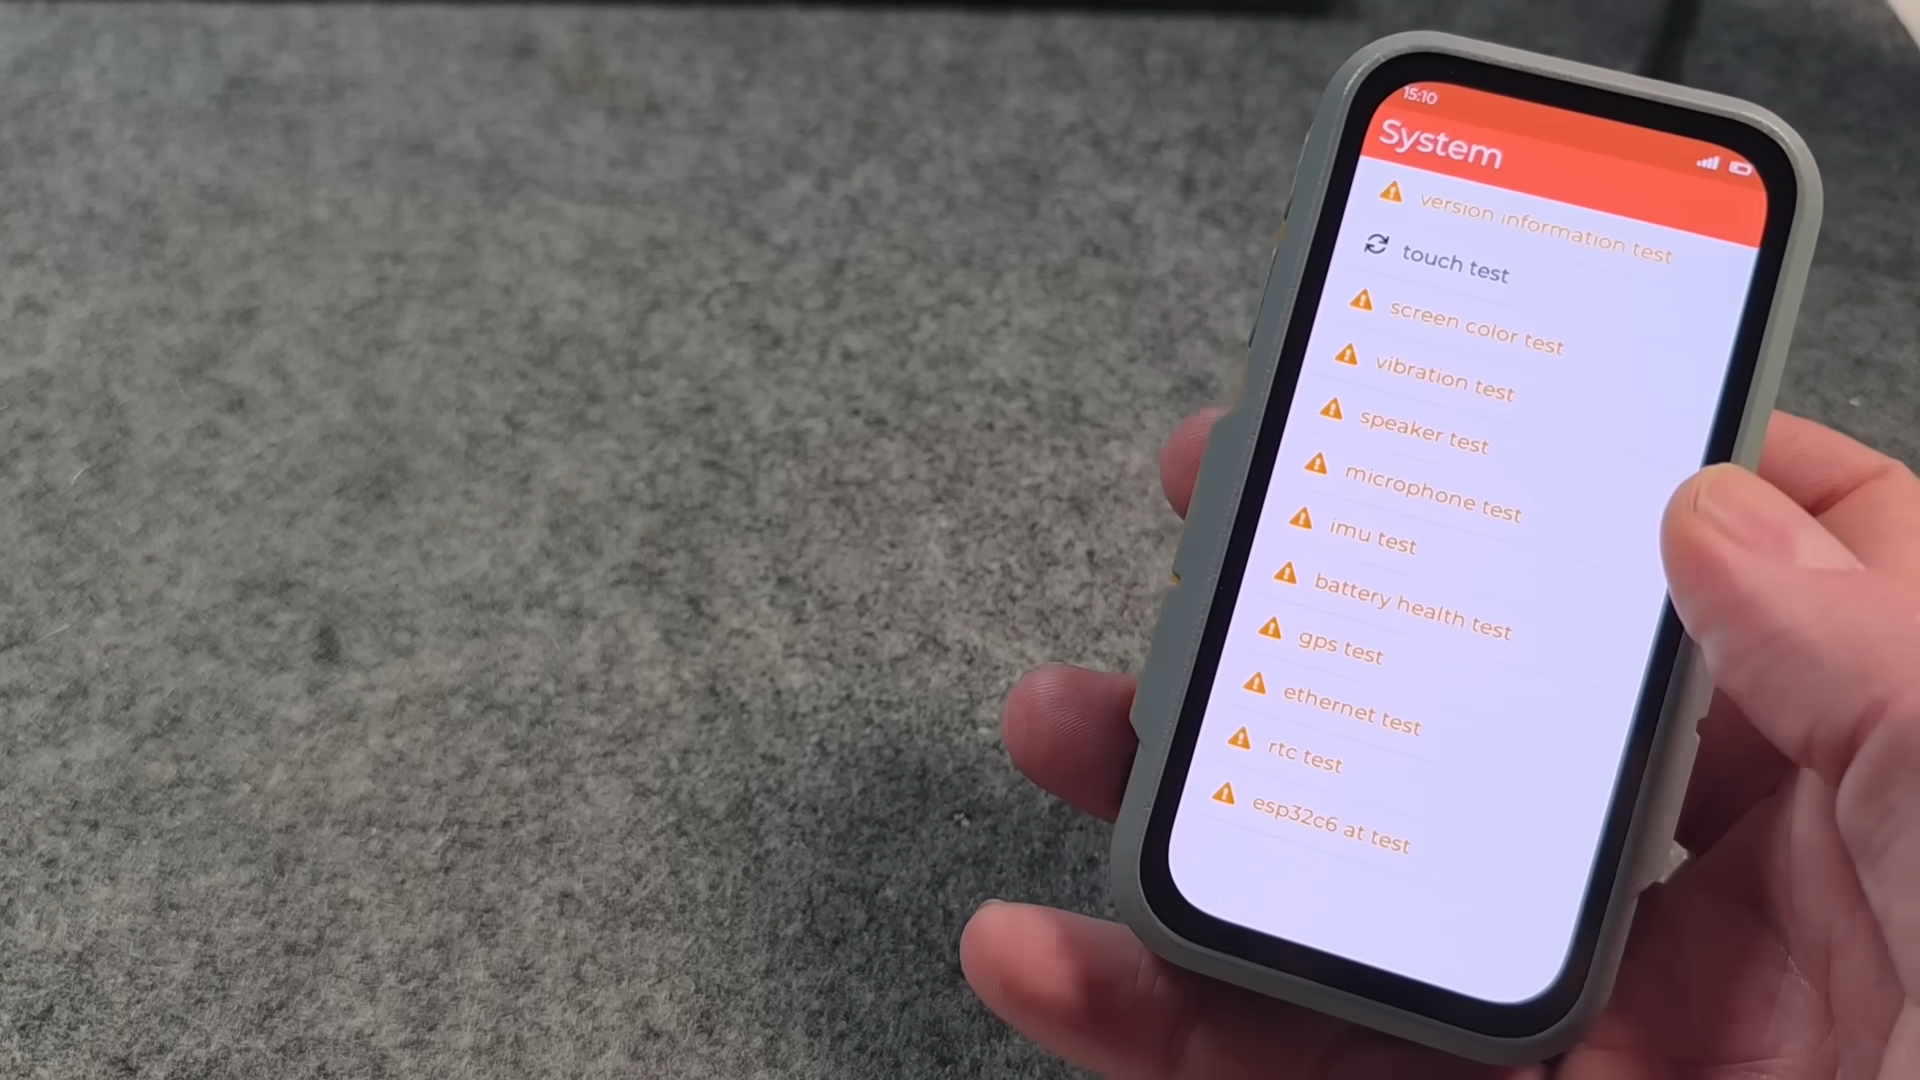 15:10
System
version information test
touch test
screen color test
vibration test
speaker test
microphone test
imu test
battery health test
gps test
ethernet test
rtc test
esp32c6 at test